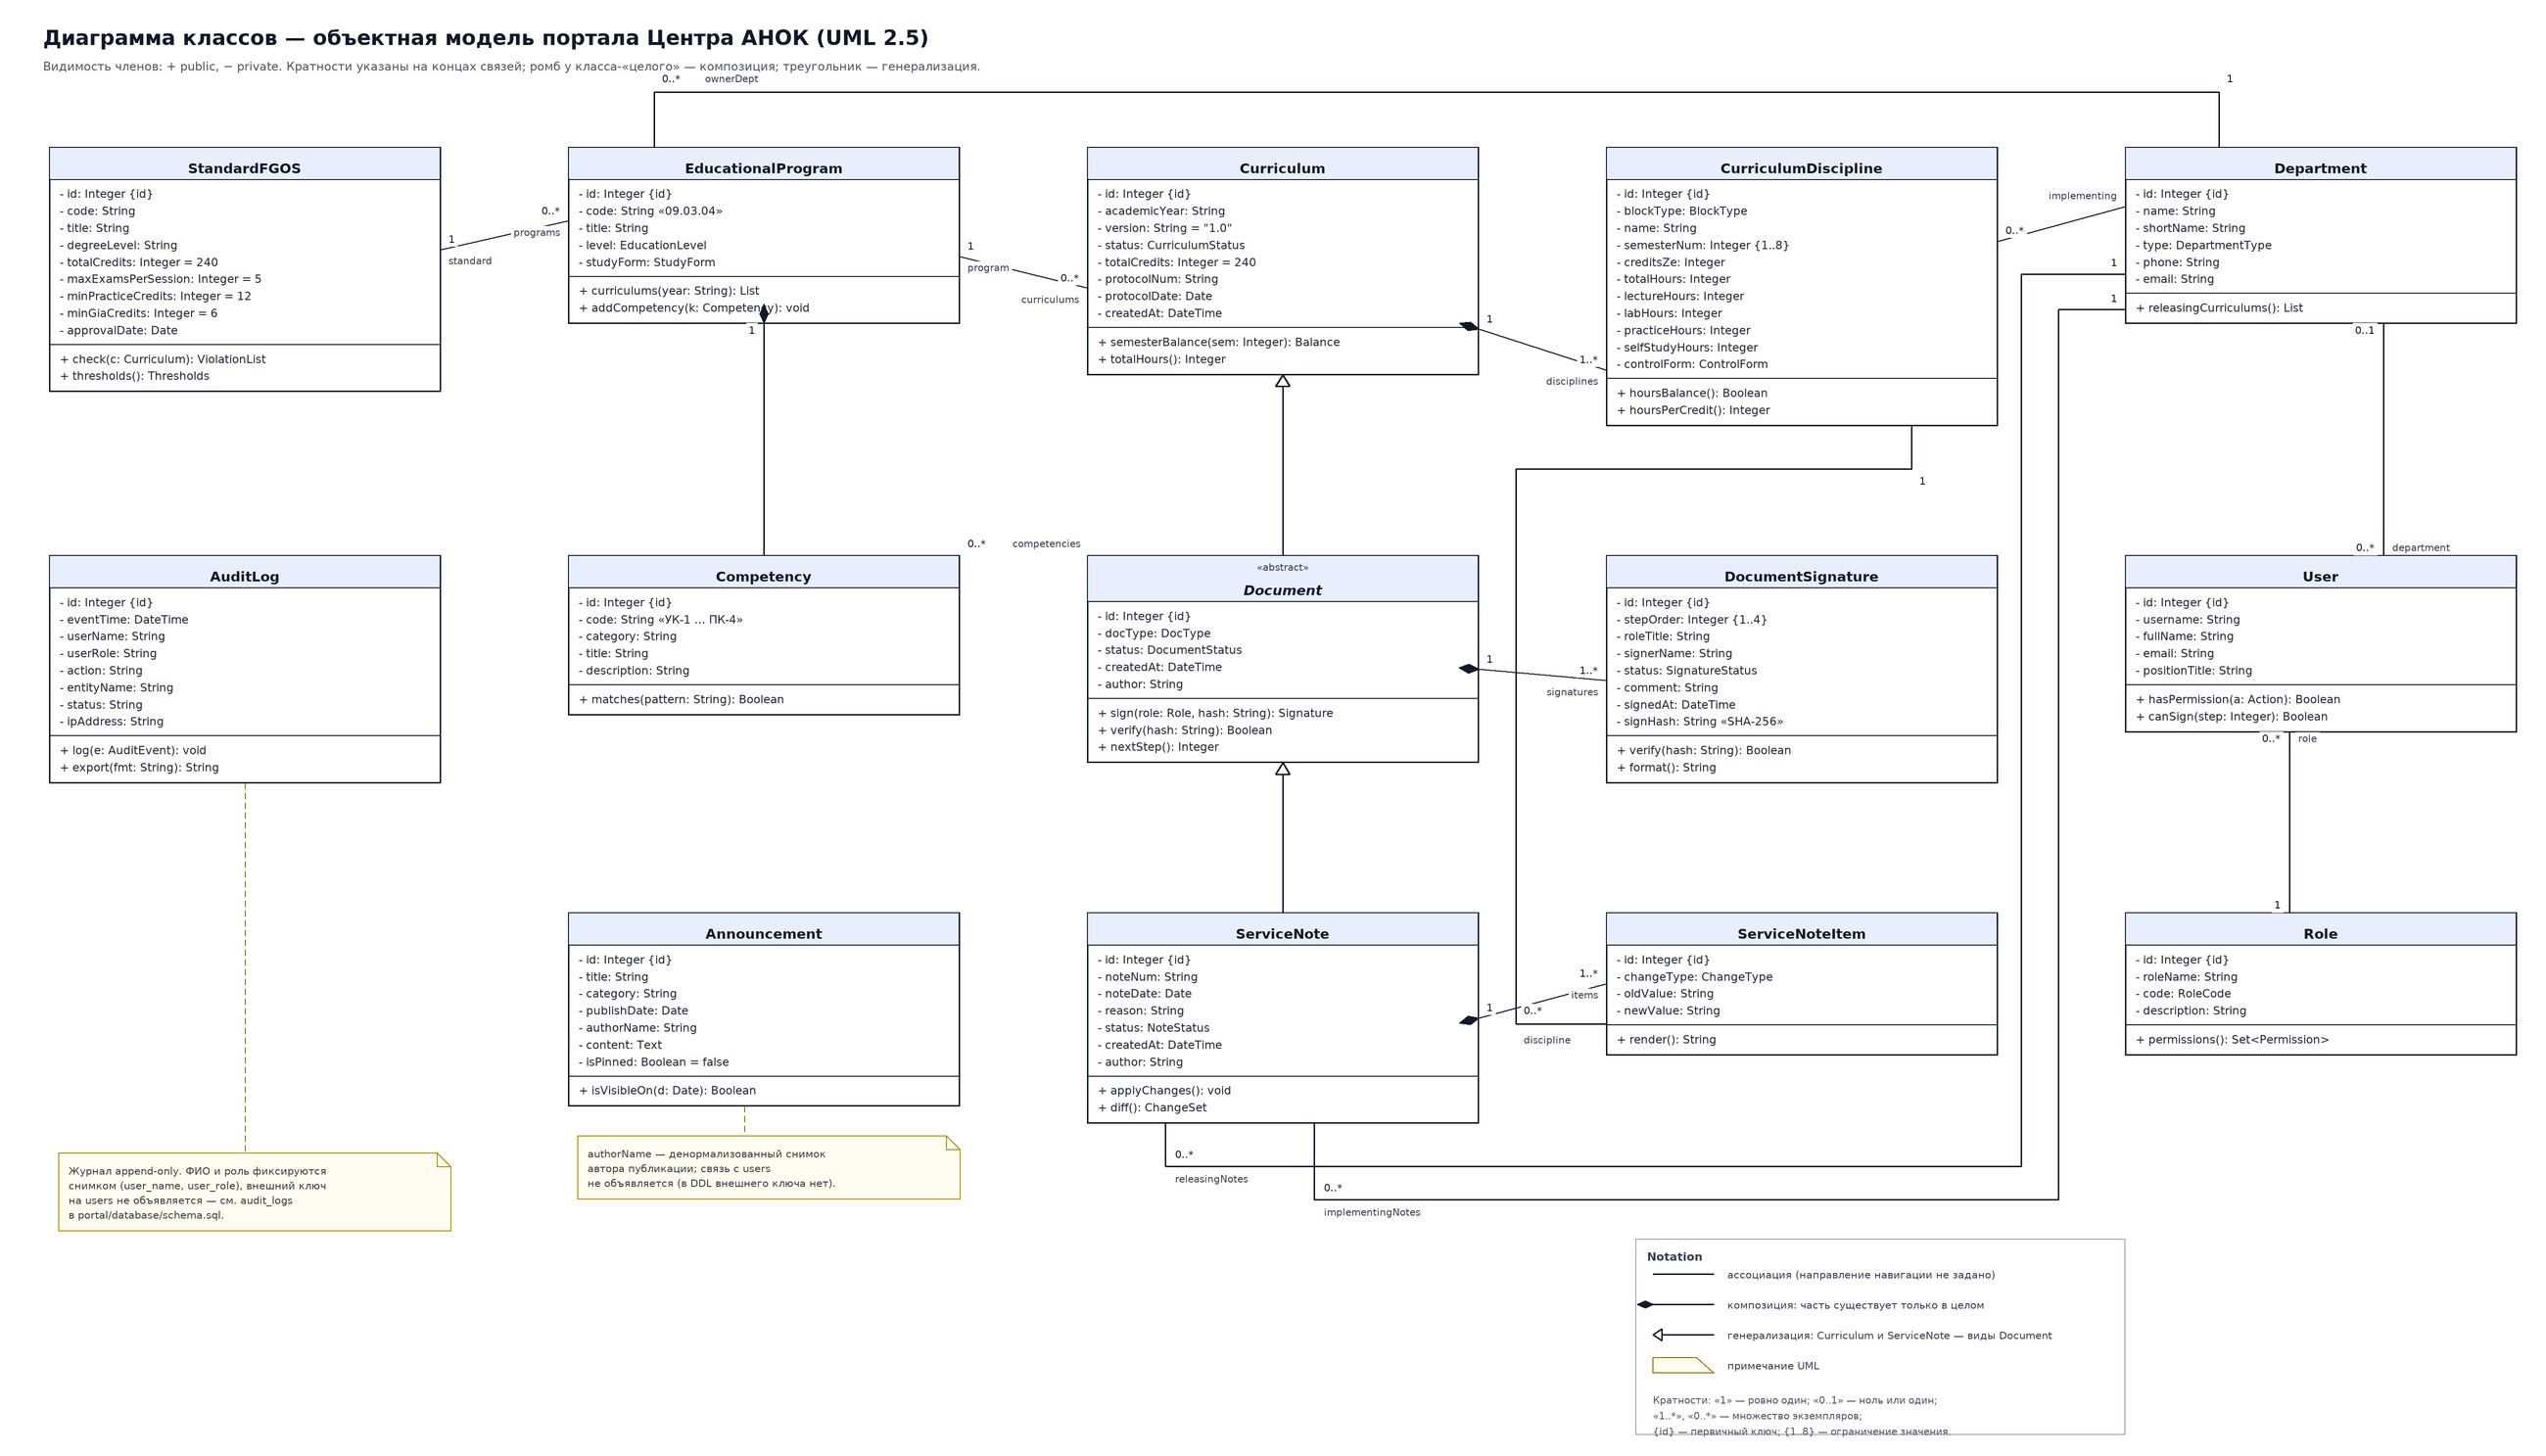 Диаграмма классов — объектная модель портала Центра АНОК (UML 2.5)
Видимость членов: + public, − private. Кратности указаны на концах связей; ромб у класса-«целого» — композиция; треугольник — генерализация.
0..*
ownerDept
1
StandardFGOS
- id: Integer {id}
- code: String
- title: String
- degreeLevel: String
- totalCredits: Integer = 240
- maxExamsPerSession: Integer = 5
- minPracticeCredits: Integer = 12
- minGiaCredits: Integer = 6
- approvalDate: Date
+ check(c: Curriculum): ViolationList
+ thresholds(): Thresholds
1
standard
0..*
programs
EducationalProgram
- id: Integer {id}
- code: String «09.03.04»
- title: String
- level: EducationLevel
- studyForm: StudyForm
+ curriculums(year: String): List
+ addCompetency(k: Competency): void
1
1
program
0..*
curriculums
Curriculum
- id: Integer {id}
- academicYear: String
- version: String = "1.0"
- status: CurriculumStatus
- totalCredits: Integer = 240
- protocolNum: String
- protocolDate: Date
- createdAt: DateTime
+ semesterBalance(sem: Integer): Balance
+ totalHours(): Integer
1
1..*
disciplines
CurriculumDiscipline
- id: Integer {id}
- blockType: BlockType
- name: String
- semesterNum: Integer {1..8}
- creditsZe: Integer
- totalHours: Integer
- lectureHours: Integer
- labHours: Integer
- practiceHours: Integer
- selfStudyHours: Integer
- controlForm: ControlForm
+ hoursBalance(): Boolean
+ hoursPerCredit(): Integer
1
implementing
0..*
1
1
Department
- id: Integer {id}
- name: String
- shortName: String
- type: DepartmentType
- phone: String
- email: String
+ releasingCurriculums(): List
0..1
0..*
department
AuditLog
- id: Integer {id}
- eventTime: DateTime
- userName: String
- userRole: String
- action: String
- entityName: String
- status: String
- ipAddress: String
+ log(e: AuditEvent): void
+ export(fmt: String): String
Competency
- id: Integer {id}
- code: String «УК-1 ... ПК-4»
- category: String
- title: String
- description: String
+ matches(pattern: String): Boolean
0..*
competencies
«abstract»
Document
- id: Integer {id}
- docType: DocType
- status: DocumentStatus
- createdAt: DateTime
- author: String
+ sign(role: Role, hash: String): Signature
+ verify(hash: String): Boolean
+ nextStep(): Integer
1
1..*
signatures
DocumentSignature
- id: Integer {id}
- stepOrder: Integer {1..4}
- roleTitle: String
- signerName: String
- status: SignatureStatus
- comment: String
- signedAt: DateTime
- signHash: String «SHA-256»
+ verify(hash: String): Boolean
+ format(): String
User
- id: Integer {id}
- username: String
- fullName: String
- email: String
- positionTitle: String
+ hasPermission(a: Action): Boolean
+ canSign(step: Integer): Boolean
0..*
role
1
Announcement
- id: Integer {id}
- title: String
- category: String
- publishDate: Date
- authorName: String
- content: Text
- isPinned: Boolean = false
+ isVisibleOn(d: Date): Boolean
ServiceNote
- id: Integer {id}
- noteNum: String
- noteDate: Date
- reason: String
- status: NoteStatus
- createdAt: DateTime
- author: String
+ applyChanges(): void
+ diff(): ChangeSet
1
1..*
items
0..*
discipline
ServiceNoteItem
- id: Integer {id}
- changeType: ChangeType
- oldValue: String
- newValue: String
+ render(): String
Role
- id: Integer {id}
- roleName: String
- code: RoleCode
- description: String
+ permissions(): Set<Permission>
0..*
releasingNotes
0..*
implementingNotes
Журнал append-only. ФИО и роль фиксируются
снимком (user_name, user_role), внешний ключ
на users не объявляется — см. audit_logs
в portal/database/schema.sql.
authorName — денормализованный снимок
автора публикации; связь с users
не объявляется (в DDL внешнего ключа нет).
Notation
ассоциация (направление навигации не задано)
композиция: часть существует только в целом
генерализация: Curriculum и ServiceNote — виды Document
примечание UML
Кратности: «1» — ровно один; «0..1» — ноль или один;
«1..*», «0..*» — множество экземпляров;
{id} — первичный ключ; {1..8} — ограничение значения.